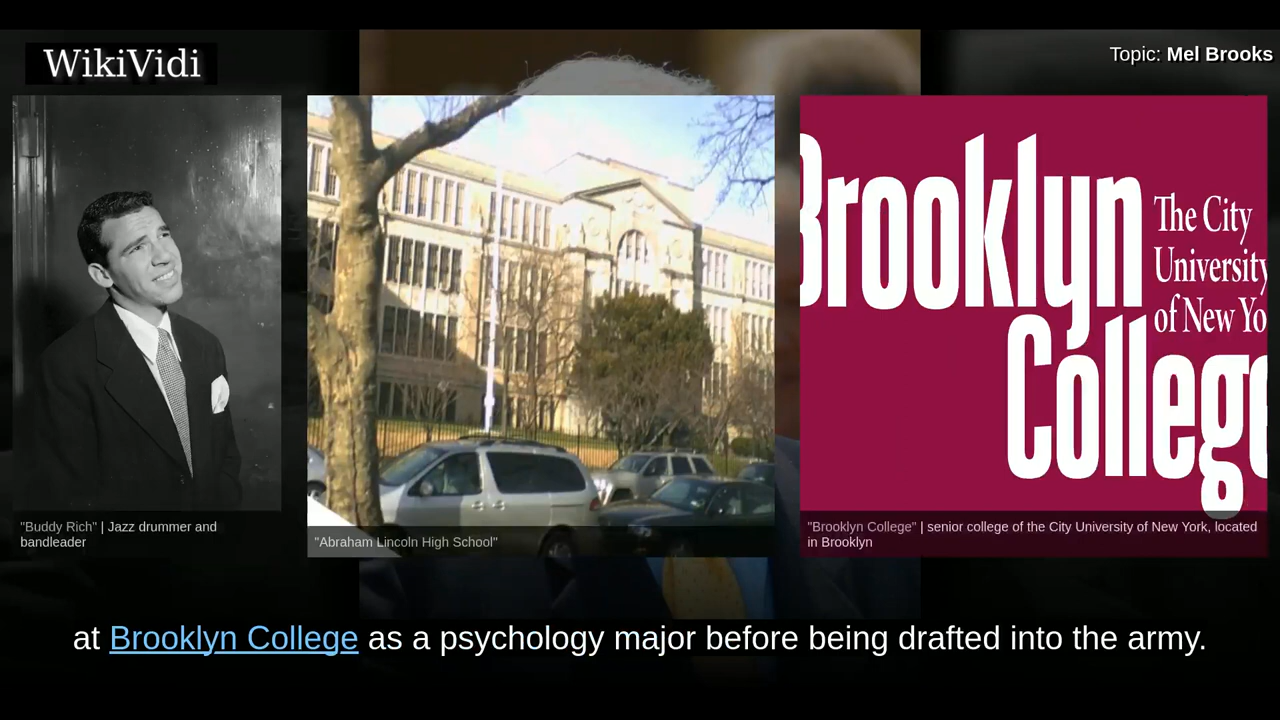 WikiVidi
Topic: Mel Brooks
Brooklyn
The City
University
of New Yo
College
"Buddy Rich" | Jazz drummer and
bandleader
"Abraham Lincoln High School"
"Brooklyn College" | senior college of the City University of New York, located
in Brooklyn
at Brooklyn College as a psychology major before being drafted into the army.